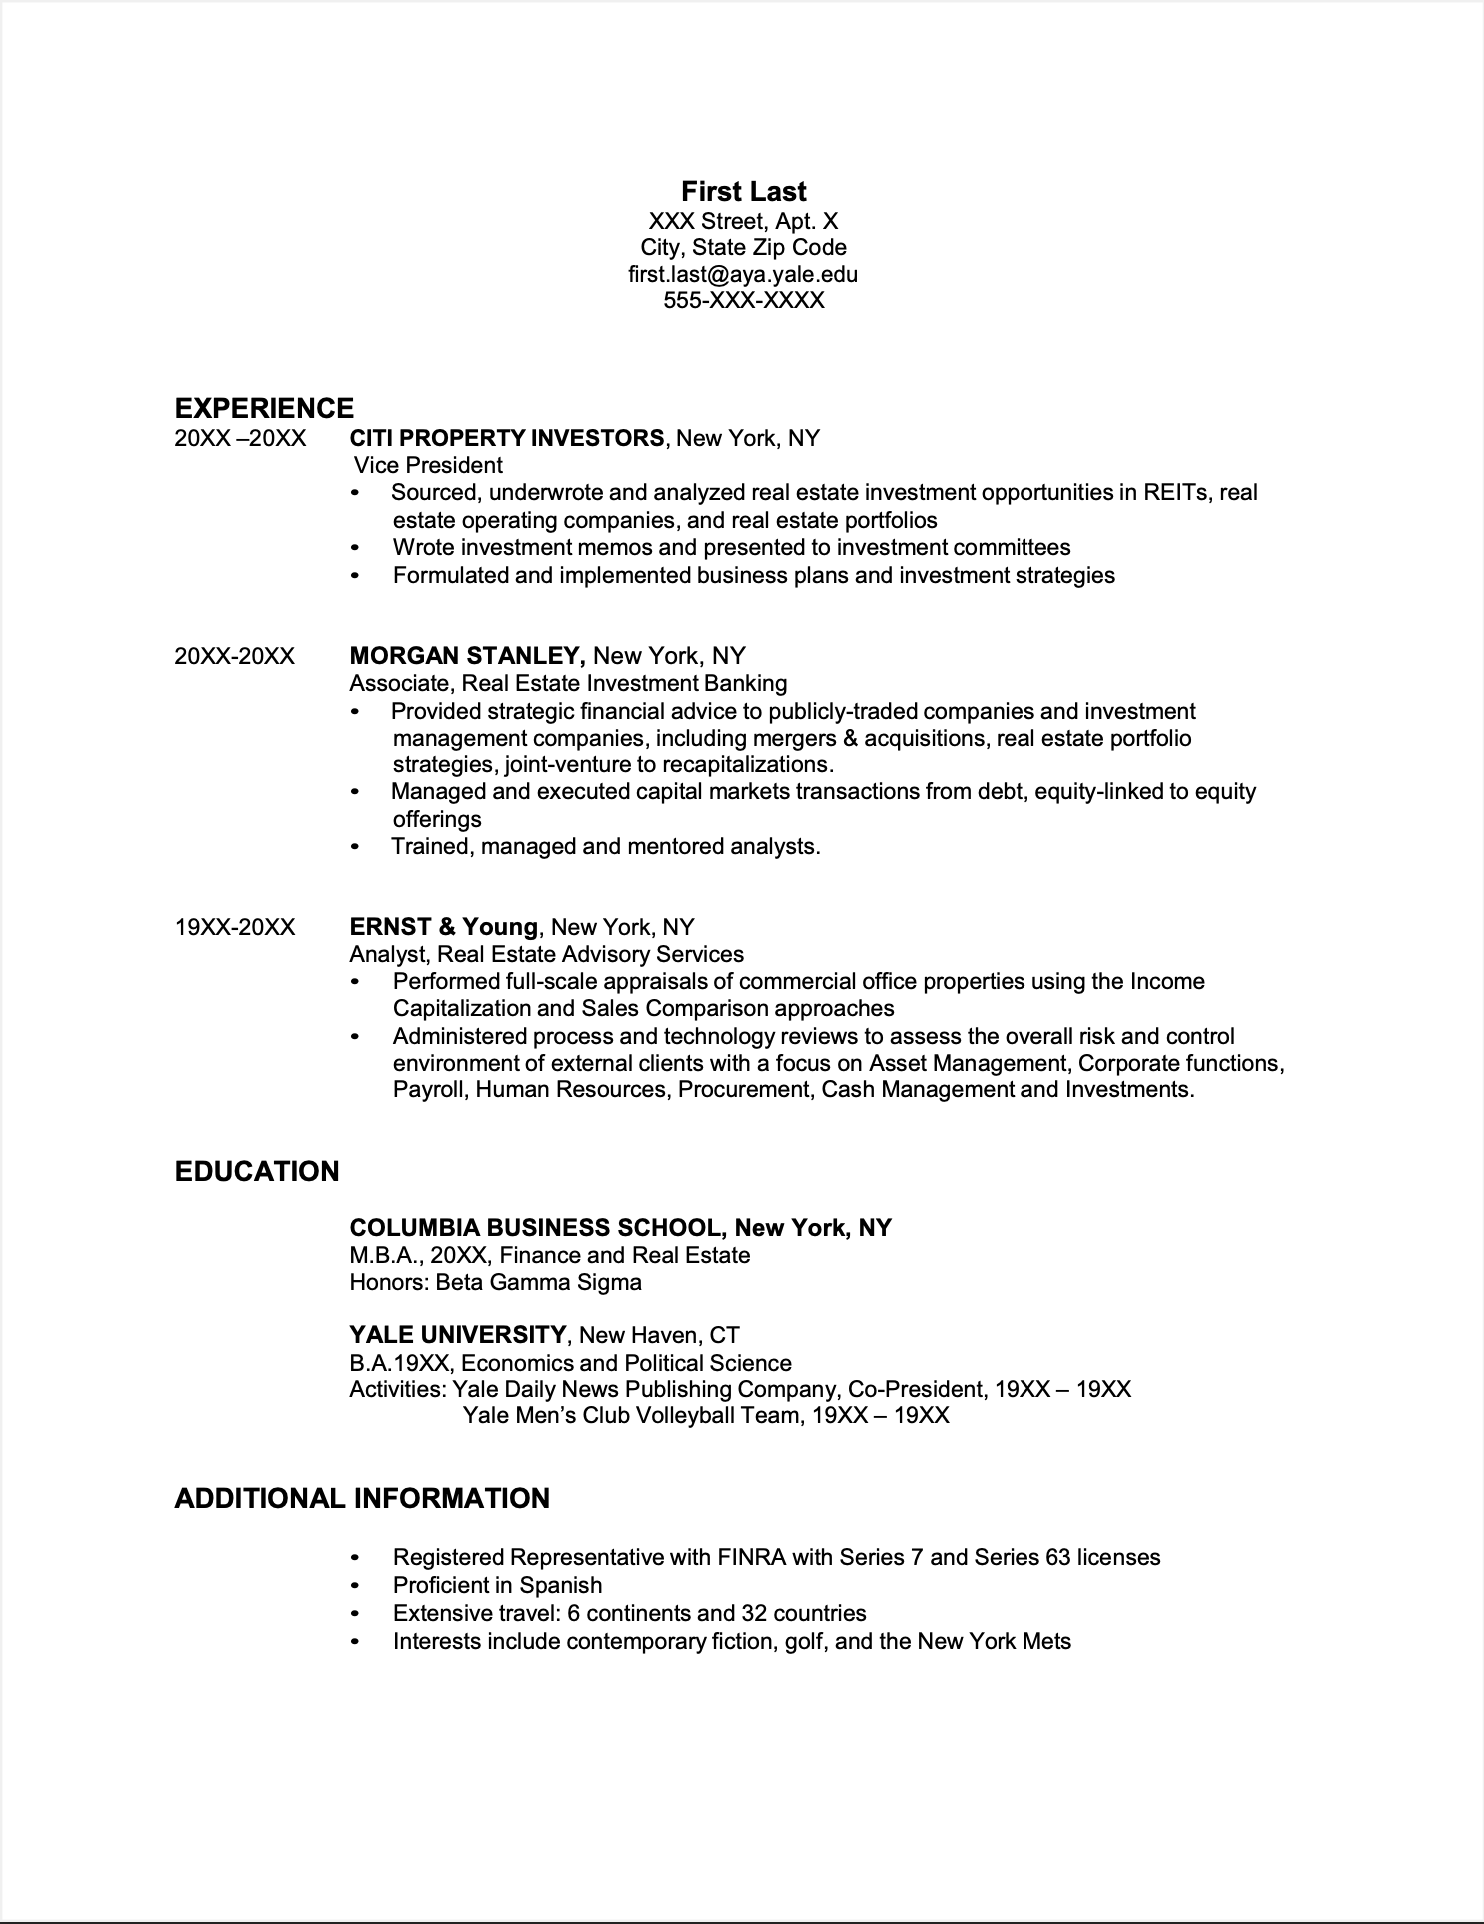 First Last
XXX Street, Apt. X
City, State Zip Code
first.last@aya.yale.edu
555-XXX-XXXX
EXPERIENCE
20XX –20XX CITI PROPERTY INVESTORS, New York, NY
Vice President
• Sourced, underwrote and analyzed real estate investment opportunities in REITs, real
estate operating companies, and real estate portfolios
• Wrote investment memos and presented to investment committees
• Formulated and implemented business plans and investment strategies
20XX-20XX MORGAN STANLEY, New York, NY
Associate, Real Estate Investment Banking
• Provided strategic financial advice to publicly-traded companies and investment
management companies, including mergers & acquisitions, real estate portfolio
strategies, joint-venture to recapitalizations.
• Managed and executed capital markets transactions from debt, equity-linked to equity
offerings
• Trained, managed and mentored analysts.
19XX-20XX ERNST & Young, New York, NY
Analyst, Real Estate Advisory Services
• Performed full-scale appraisals of commercial office properties using the Income
Capitalization and Sales Comparison approaches
• Administered process and technology reviews to assess the overall risk and control
environment of external clients with a focus on Asset Management, Corporate functions,
Payroll, Human Resources, Procurement, Cash Management and Investments.
EDUCATION
COLUMBIA BUSINESS SCHOOL, New York, NY
M.B.A., 20XX, Finance and Real Estate
Honors: Beta Gamma Sigma
YALE UNIVERSITY, New Haven, CT
B.A.19XX, Economics and Political Science
Activities: Yale Daily News Publishing Company, Co-President, 19XX – 19XX
Yale Men’s Club Volleyball Team, 19XX – 19XX
ADDITIONAL INFORMATION
• Registered Representative with FINRA with Series 7 and Series 63 licenses
• Proficient in Spanish
• Extensive travel: 6 continents and 32 countries
• Interests include contemporary fiction, golf, and the New York Mets